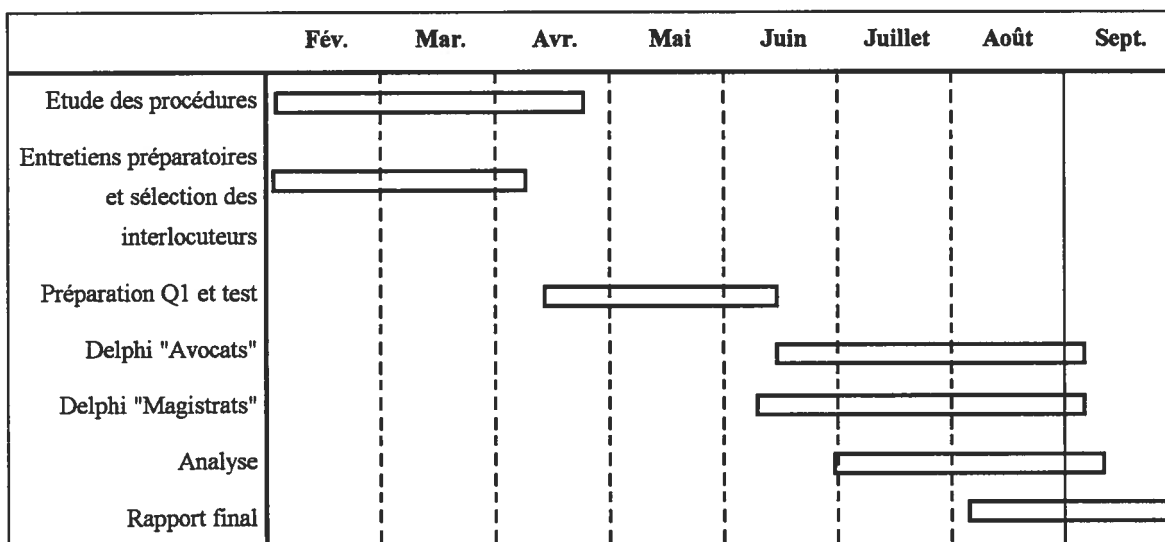 Fév. Mar. Avr. Mai Juin Juillet Août Sept.
Etude des procédures
Entretiens préparatoires
et sélection des
interlocuteurs
Préparation Q1 et test
Delphi "Avocats"
Delphi "Magistrats"
Analyse
Rapport final